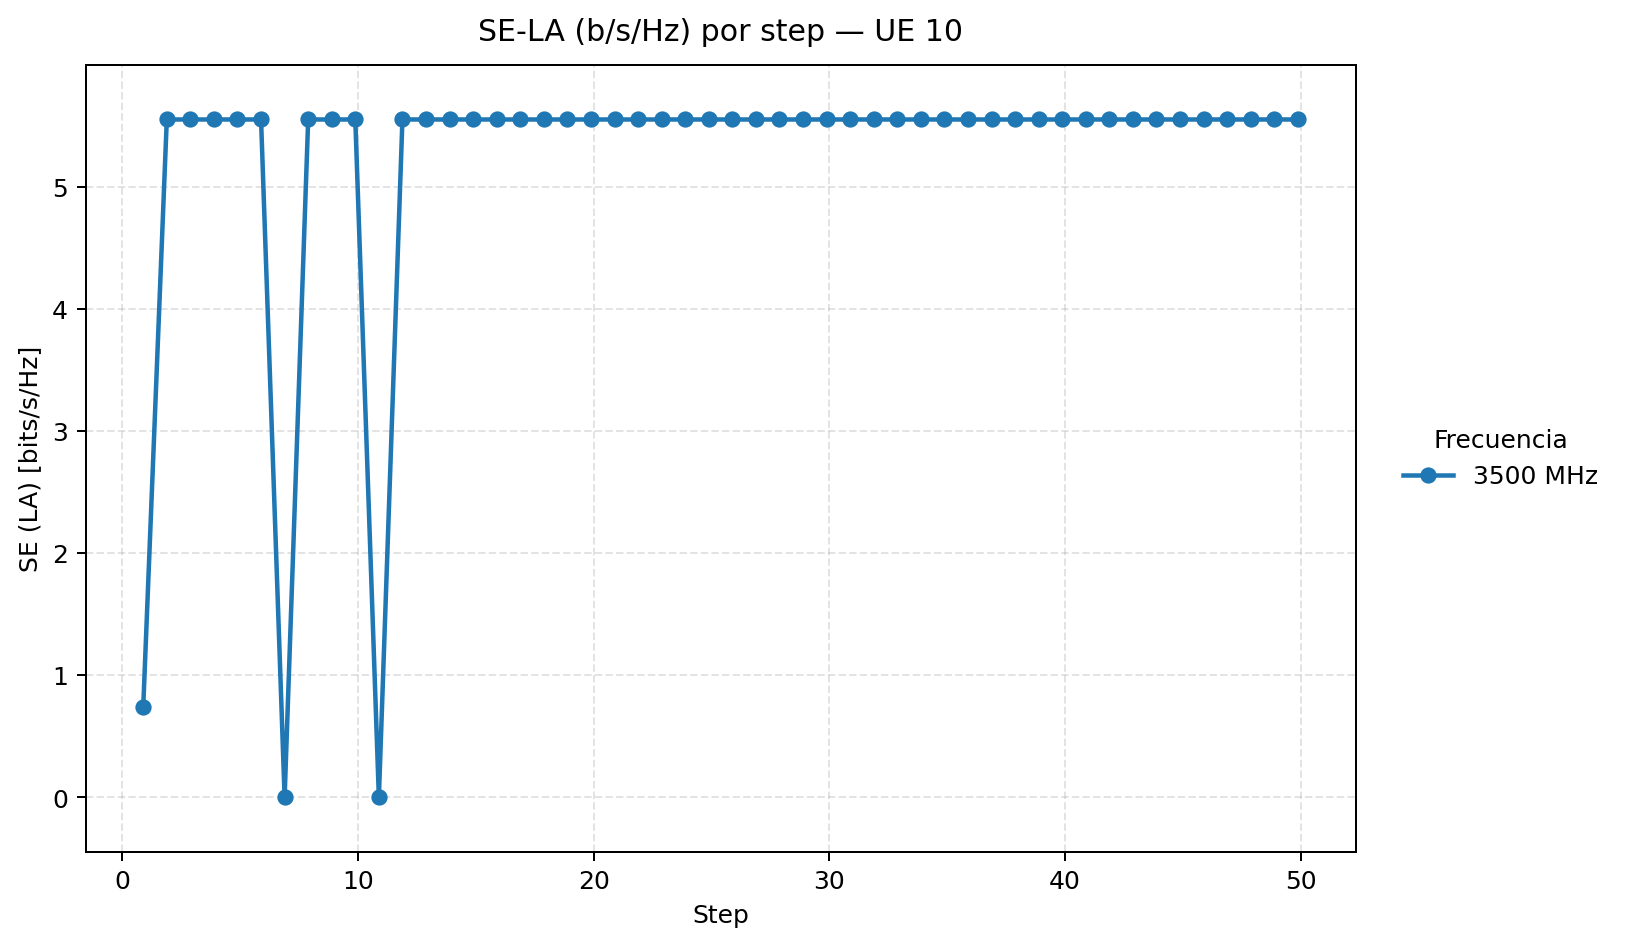 SE-LA (b/s/Hz) por step — UE 10
SE (LA) [bits/s/Hz]
5
4
3
2
1
0
0 10 20 30 40 50
Step
Frecuencia
3500 MHz